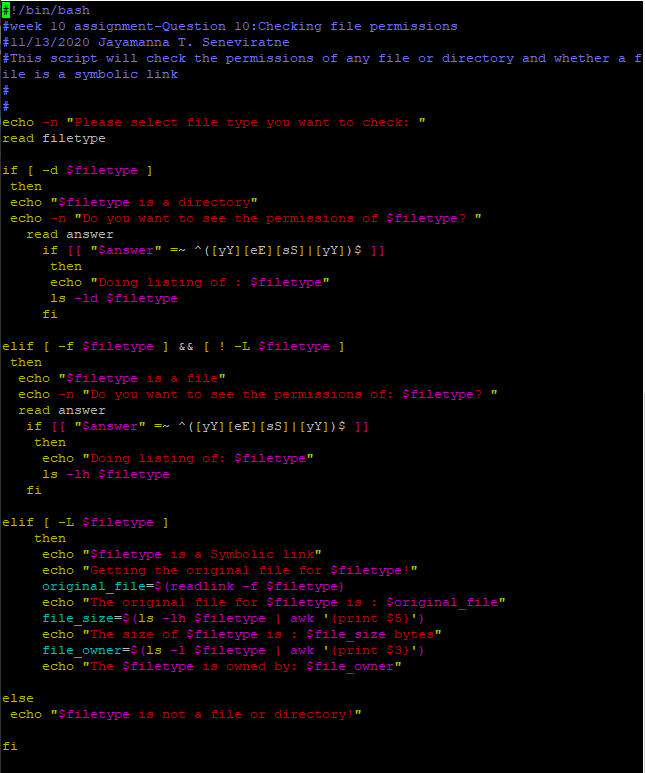 #!/bin/bash
#week 10 assignment-Question 10:Checking file permissions
#11/13/2020 Jayamanna T. Seneviratne
#This script will check the permissions of any file or directory and whether a f
ile is a symbolic link
#
#
echo -n "Please select file type you want to check: "
read filetype

if [ -d $filetype ]
 then
 echo "$filetype is a directory"
 echo -n "Do you want to see the permissions of $filetype? "
   read answer
     if [[ "$answer" =~ ^([yY][eE][sS]|[yY])$ ]]
      then
      echo "Doing listing of : $filetype"
      ls -ld $filetype
     fi

elif [ -f $filetype ] && [ ! -L $filetype ]
 then
  echo "$filetype is a file"
  echo -n "Do you want to see the permissions of: $filetype? "
  read answer
   if [[ "$answer" =~ ^([yY][eE][sS]|[yY])$ ]]
    then
     echo "Doing listing of: $filetype"
     ls -lh $filetype
   fi

elif [ -L $filetype ]
    then
     echo "$filetype is a Symbolic link"
     echo "Getting the original file for $filetype!"
     original_file=$(readlink -f $filetype)
     echo "The original file for $filetype is : $original_file"
     file_size=$(ls -lh $filetype | awk '{print $5}')
     echo "The size of $filetype is : $file_size bytes"
     file_owner=$(ls -l $filetype | awk '{print $3}')
     echo "The $filetype is owned by: $file_owner"

else
 echo "$filetype is not a file or directory!"

fi